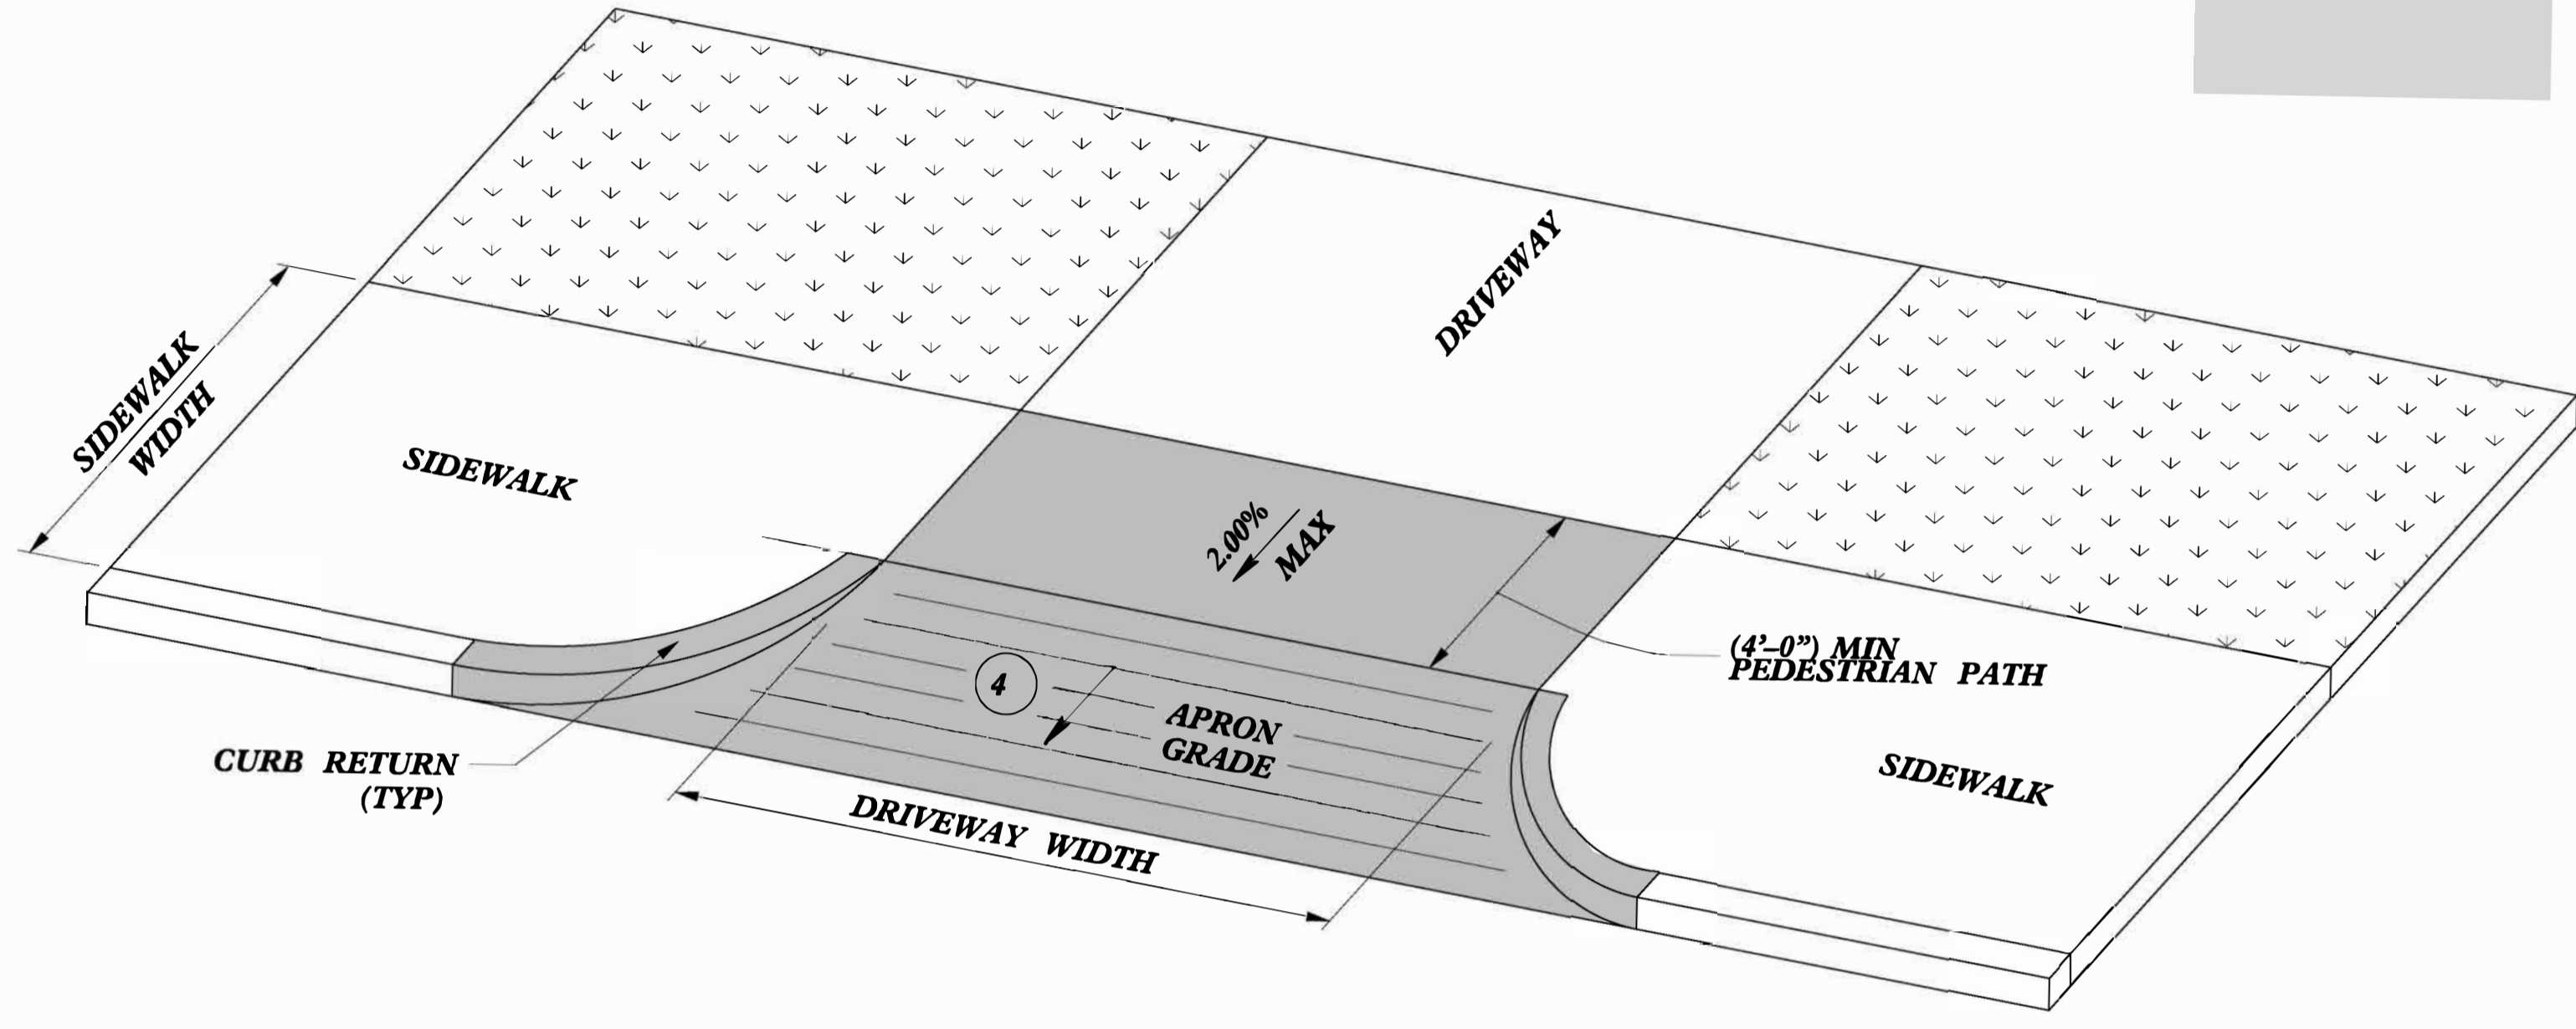 DRIVEWAY
SIDEWALK
WIDTH
SIDEWALK
2.00%
MAX
(4'–0") MIN
PEDESTRIAN PATH
4
APRON
GRADE
CURB RETURN
(TYP)
DRIVEWAY WIDTH
SIDEWALK